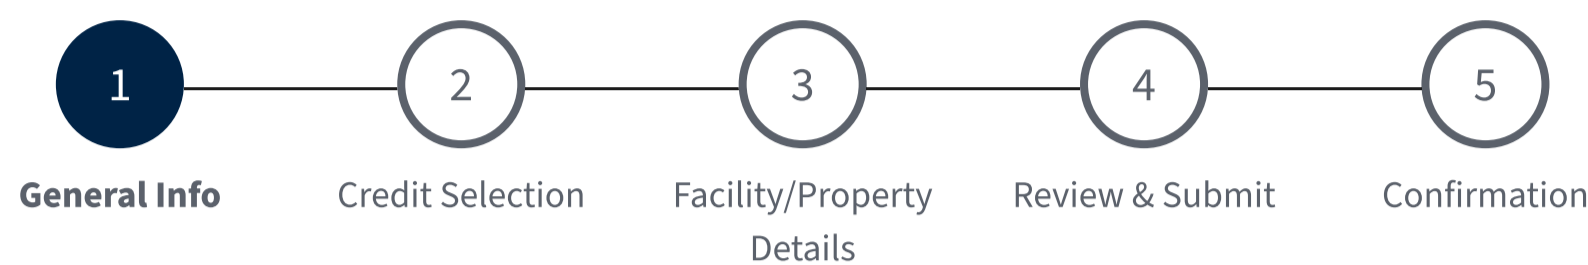 1 2 3 4 5
General Info Credit Selection Facility/Property Review & Submit Confirmation
Details